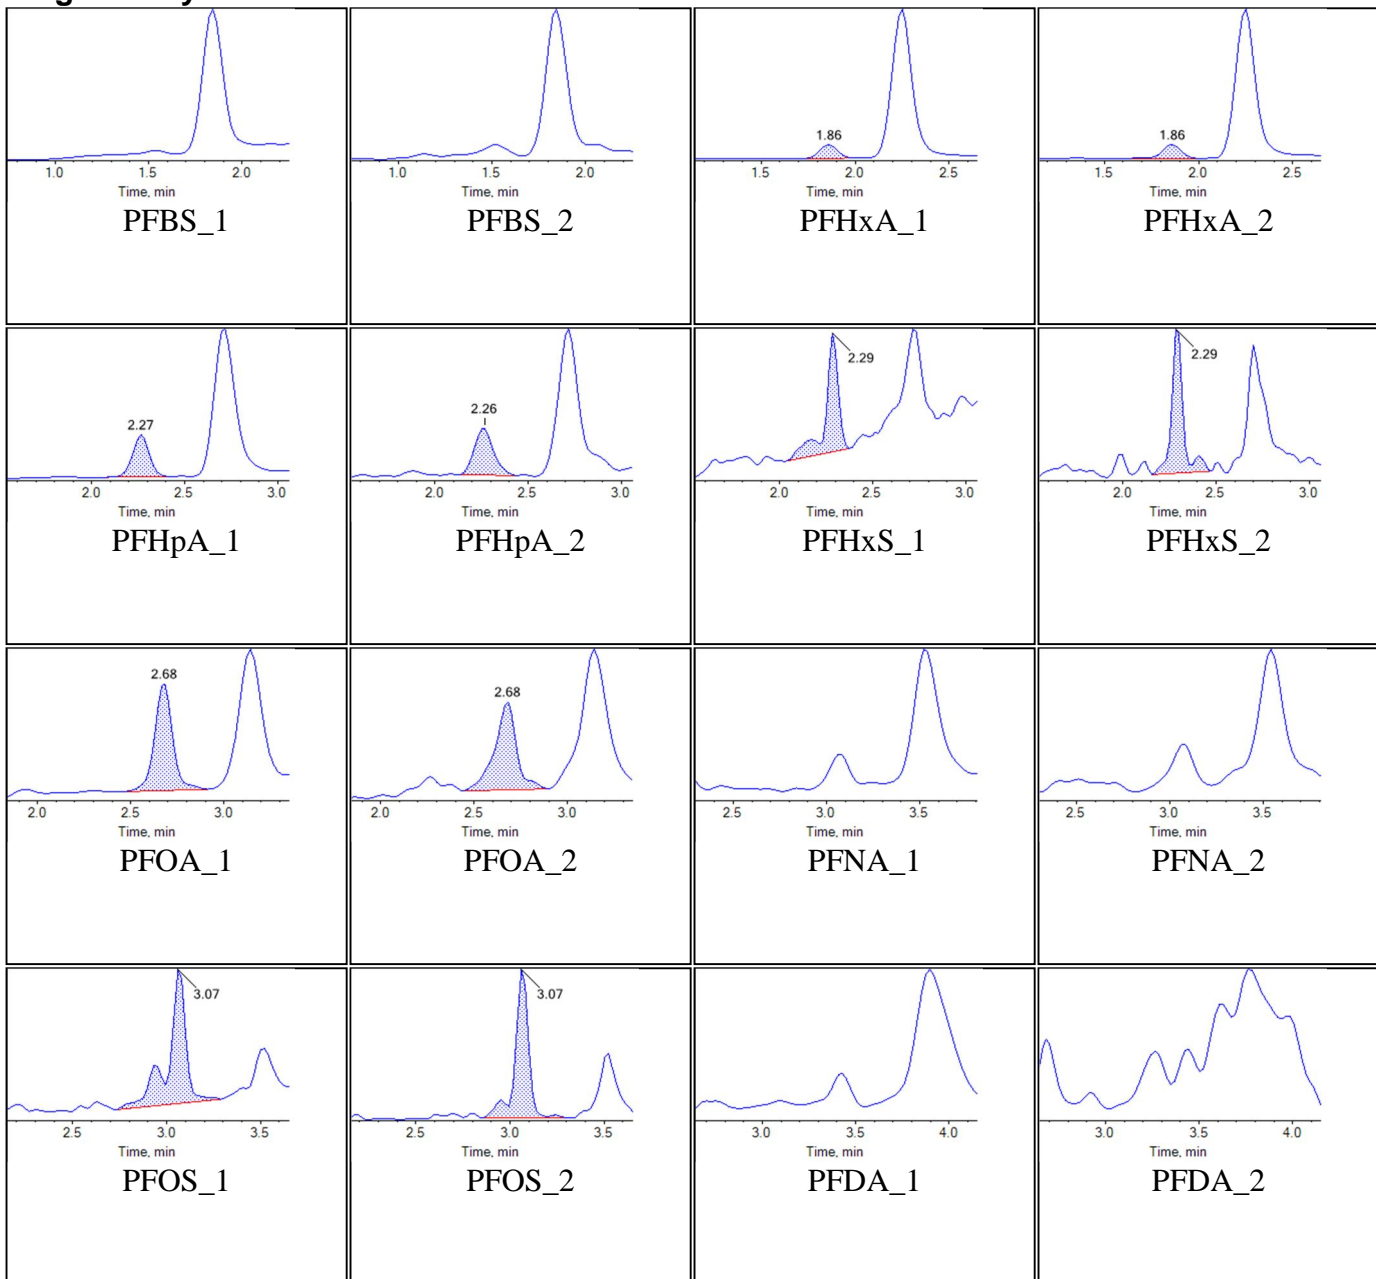 1.0 1.5 2.0
Time, min
PFBS_1
1.0 1.5 2.0
Time, min
PFBS_2
1.86
1.5 2.0 2.5
Time, min
PFHxA_1
1.86
1.5 2.0 2.5
Time, min
PFHxA_2
2.27
2.0 2.5 3.0
Time, min
PFHpA_1
2.26
2.0 2.5 3.0
Time, min
PFHpA_2
2.29
2.0 2.5 3.0
Time, min
PFHxS_1
2.29
2.0 2.5 3.0
Time, min
PFHxS_2
2.68
2.0 2.5 3.0
Time, min
PFOA_1
2.68
2.0 2.5 3.0
Time, min
PFOA_2
2.5 3.0 3.5
Time, min
PFNA_1
2.5 3.0 3.5
Time, min
PFNA_2
3.07
2.5 3.0 3.5
Time, min
PFOS_1
3.07
2.5 3.0 3.5
Time, min
PFOS_2
3.0 3.5 4.0
Time, min
PFDA_1
3.0 3.5 4.0
Time, min
PFDA_2